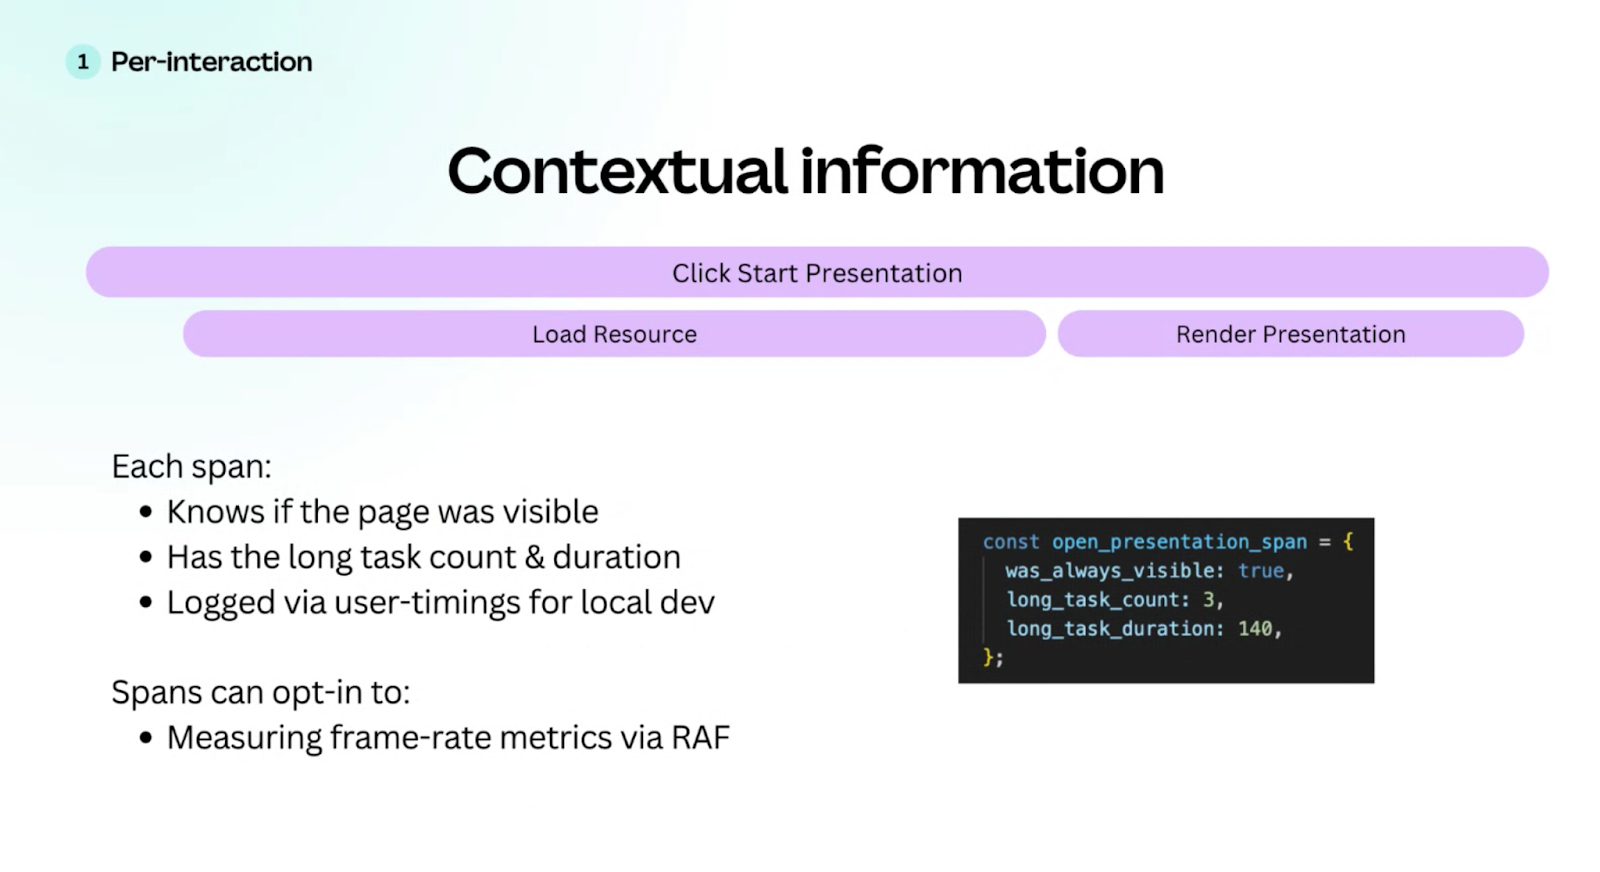 1 Per-interaction
Contextual information
Click Start Presentation
Load Resource
Render Presentation
Each span:
• Knows if the page was visible
• Has the long task count & duration
• Logged via user-timings for local dev
Spans can opt-in to:
• Measuring frame-rate metrics via RAF
const open_presentation_span = {
was_always_visible: true,
long_task_count: 3,
long_task_duration: 140,
};